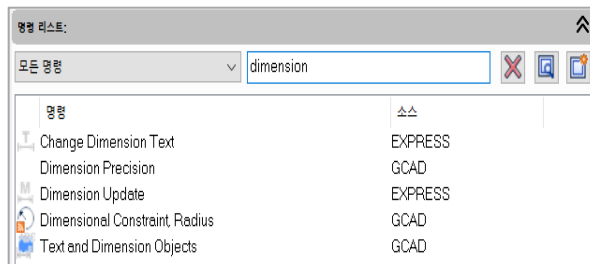 명령 리스트:
모든 명령 dimension
명령 소스
Change Dimension Text EXPRESS
Dimension Precision GCAD
Dimension Update EXPRESS
Dimensional Constraint, Radius GCAD
Text and Dimension Objects GCAD